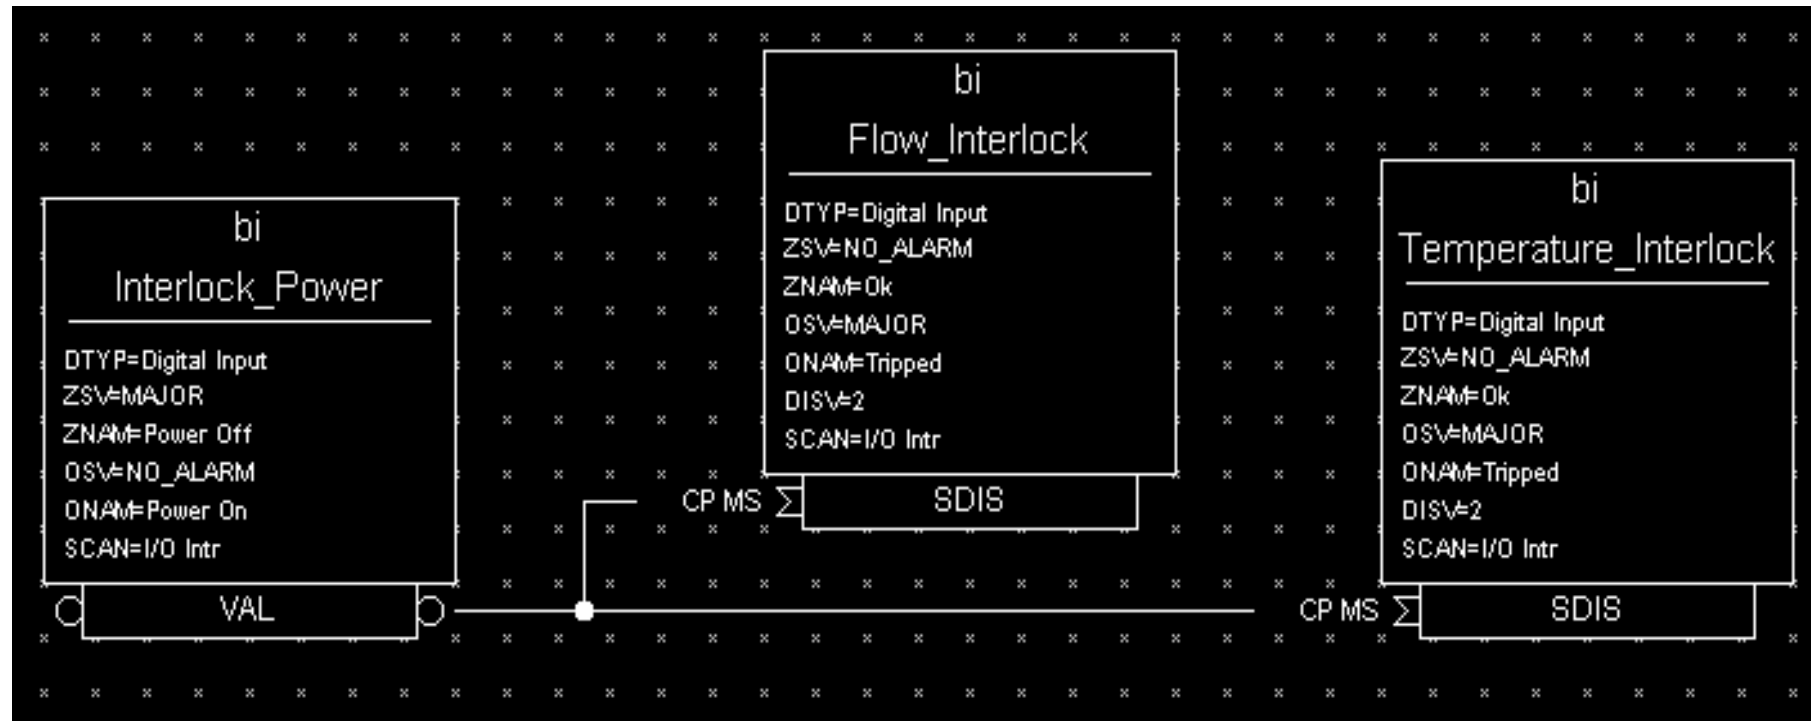 bi
Interlock_Power
DTYP=Digital Input
ZSV=MAJOR
ZNAM=Power Off
OSV=NO_ALARM
ONAM=Power On
SCAN=I/O Intr
VAL
bi
Flow_Interlock
DTYP=Digital Input
ZSV=NO_ALARM
ZNAM=Ok
OSV=MAJOR
ONAM=Tripped
DISV=2
SCAN=I/O Intr
CP MS
SDIS
bi
Temperature_Interlock
DTYP=Digital Input
ZSV=NO_ALARM
ZNAM=Ok
OSV=MAJOR
ONAM=Tripped
DISV=2
SCAN=I/O Intr
CP MS
SDIS